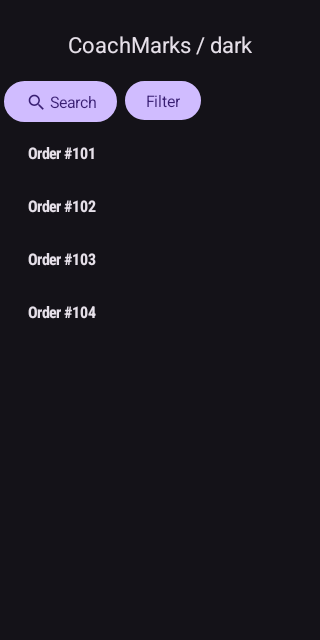 CoachMarks / dark
Search
Filter
Order #101
Order #102
Order #103
Order #104